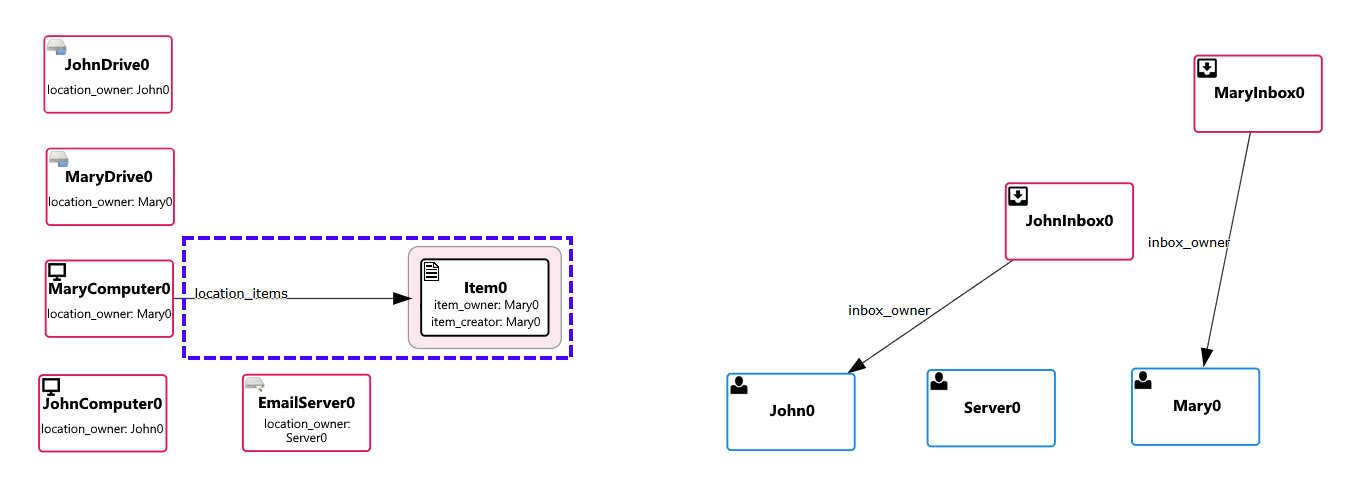 JohnDrive0
location_owner: John0
MaryDrive0
location_owner: Mary0
MaryComputer0
location_owner: Mary0
location_items
Item0
item_owner: Mary0
item_creator: Mary0
JohnComputer0
location_owner: John0
EmailServer0
location_owner:
Server0
MaryInbox0
JohnInbox0
inbox_owner
inbox_owner
John0
Server0
Mary0